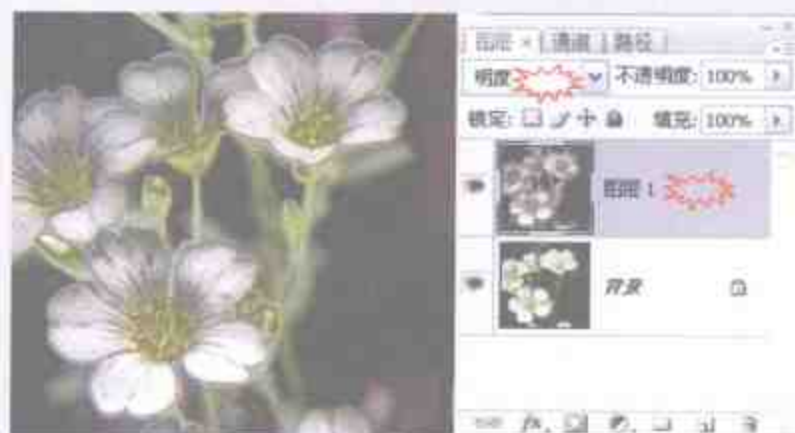 图层 × 通道 路径
明度 不透明度: 100%
锁定: 填充: 100%
图层 1
背景
fx.